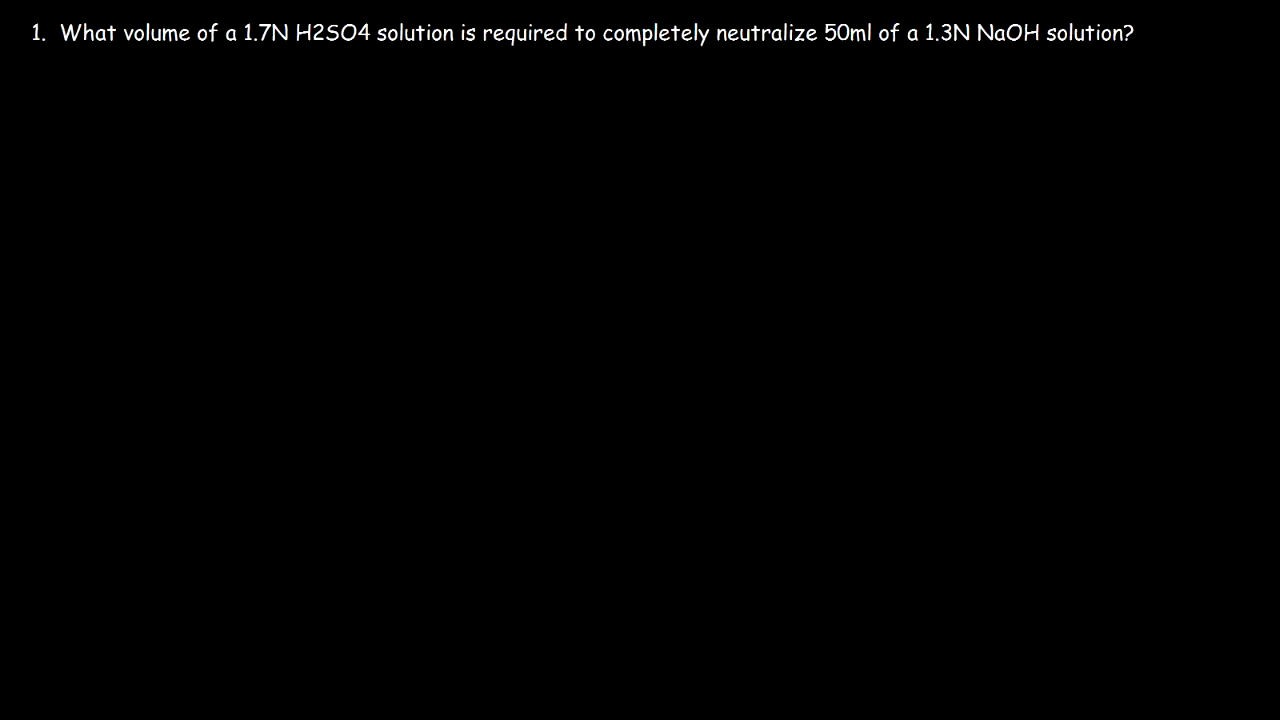 1. What volume of a 1.7N H2SO4 solution is required to completely neutralize 50ml of a 1.3N NaOH solution?